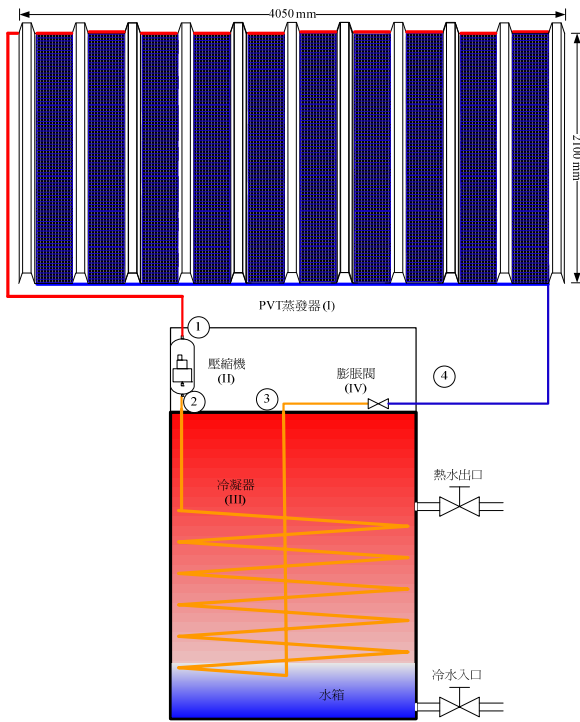 4050 mm
2100 mm
PVT蒸發器 (I)
1
壓縮機
(II)
膨脹閥
(IV)
4
2
3
冷凝器
(III)
熱水出口
冷水入口
水箱